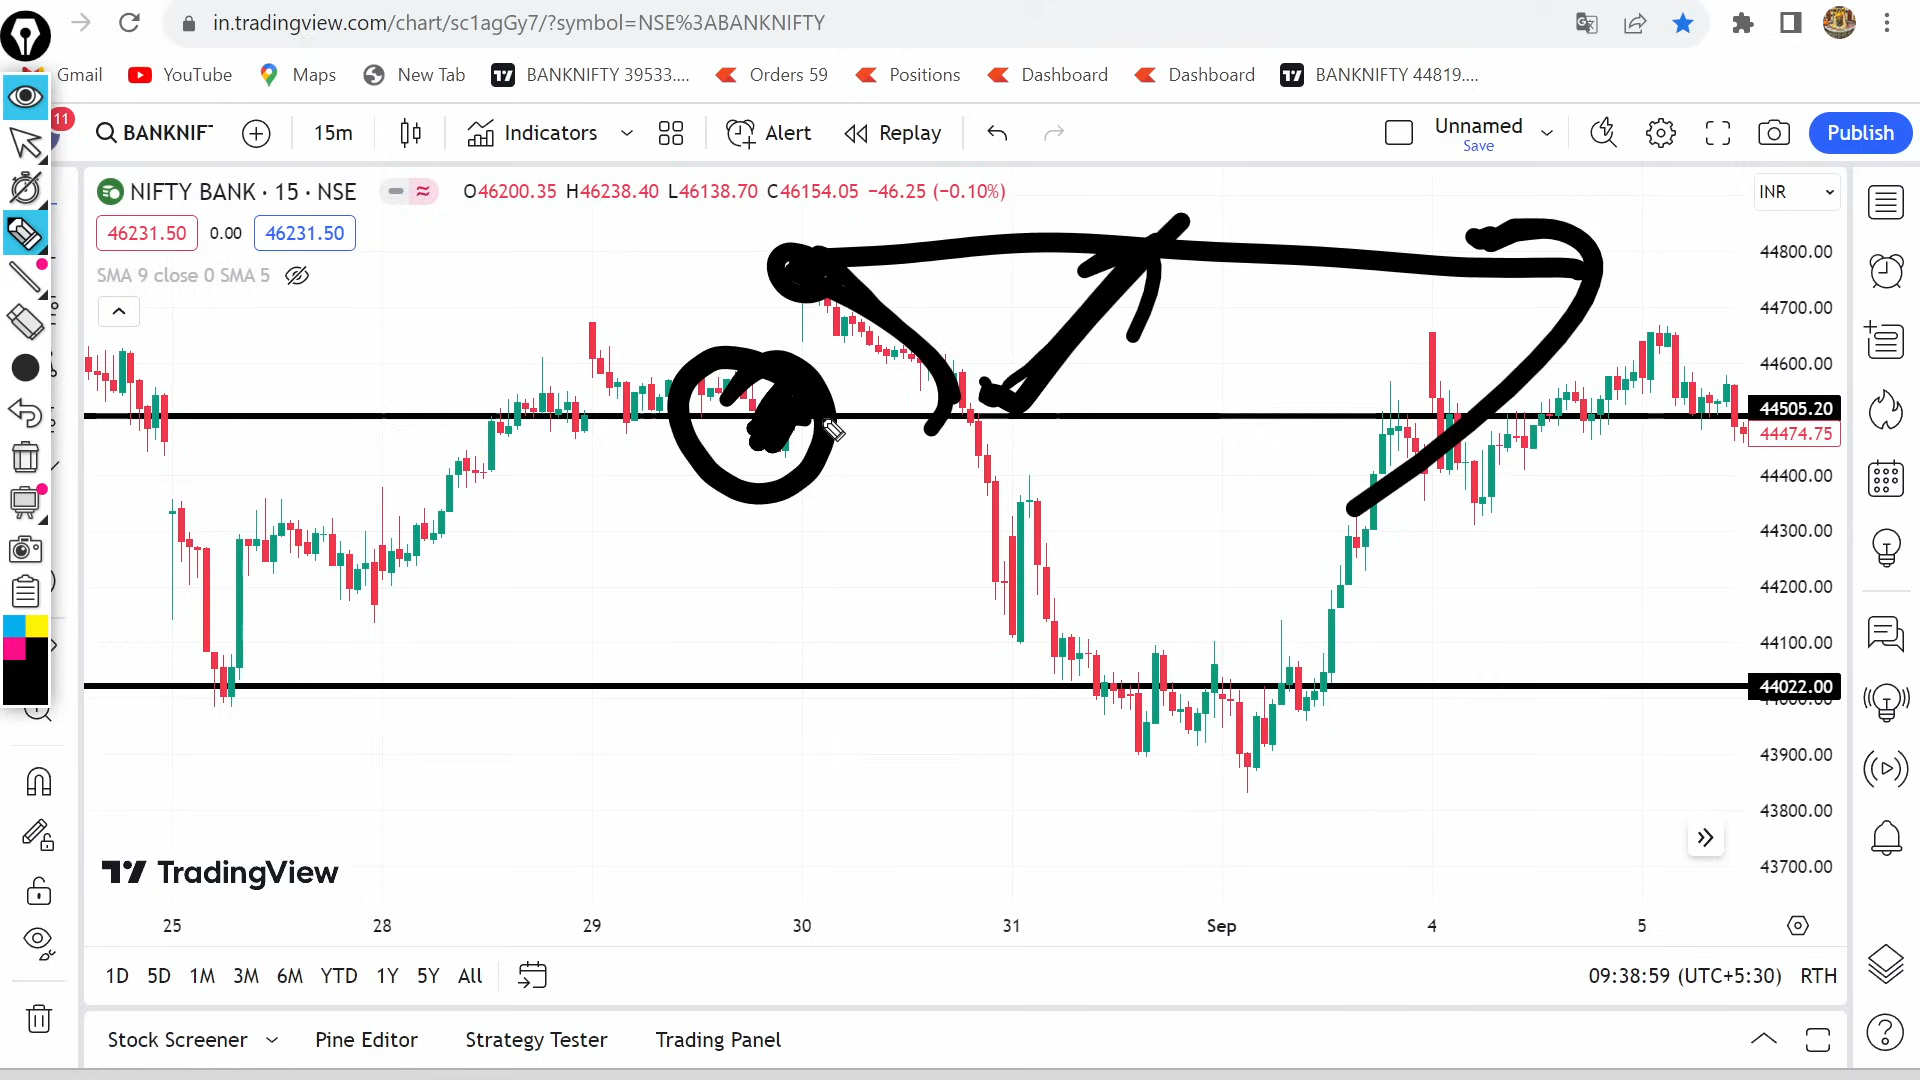 in.tradingview.com/chart/sc1agGy7/?symbol=NSE%3ABANKNIFTY
Gmail YouTube Maps New Tab BANKNIFTY 39533.... Orders 59 Positions Dashboard Dashboard BANKNIFTY 44819....
11
BANKNIF 15m Indicators Alert Replay Unnamed Save Publish
NIFTY BANK · 15 · NSE O46200.35 H46238.40 L46138.70 C46154.05 −46.25 (−0.10%) INR
46231.50 0.00 46231.50
SMA 9 close 0 SMA 5
44800.00
44700.00
44600.00
44505.20
44474.75
44400.00
44300.00
44200.00
44100.00
44022.00
43900.00
43800.00
43700.00
TradingView
25 28 29 30 31 Sep 4 5
1D 5D 1M 3M 6M YTD 1Y 5Y All 09:38:59 (UTC+5:30) RTH
Stock Screener Pine Editor Strategy Tester Trading Panel